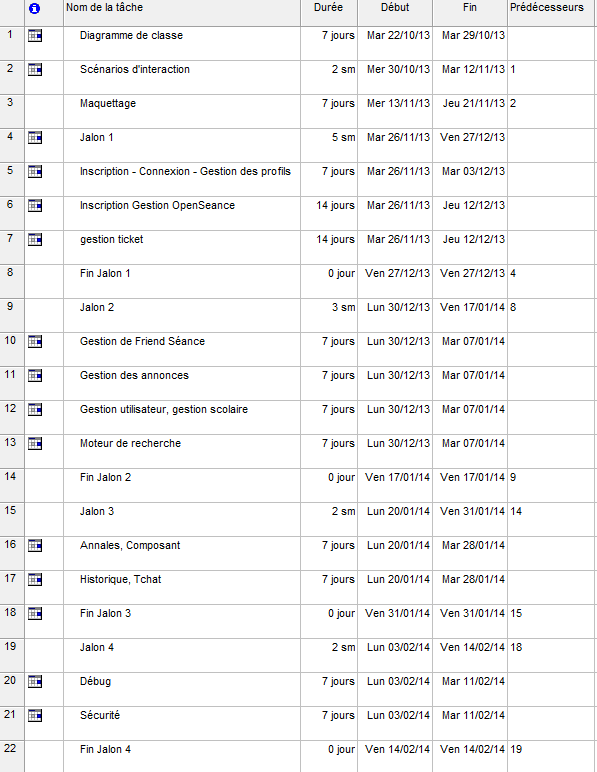 Nom de la tâche Durée Début Fin Prédécesseurs
1 Diagramme de classe 7 jours Mar 22/10/13 Mar 29/10/13
2 Scénarios d'interaction 2 sm Mer 30/10/13 Mar 12/11/13 1
3 Maquettage 7 jours Mer 13/11/13 Jeu 21/11/13 2
4 Jalon 1 5 sm Mar 26/11/13 Ven 27/12/13
5 Inscription - Connexion - Gestion des profils 7 jours Mar 26/11/13 Mar 03/12/13
6 Inscription Gestion OpenSeance 14 jours Mar 26/11/13 Jeu 12/12/13
7 gestion ticket 14 jours Mar 26/11/13 Jeu 12/12/13
8 Fin Jalon 1 0 jour Ven 27/12/13 Ven 27/12/13 4
9 Jalon 2 3 sm Lun 30/12/13 Ven 17/01/14 8
10 Gestion de Friend Séance 7 jours Lun 30/12/13 Mar 07/01/14
11 Gestion des annonces 7 jours Lun 30/12/13 Mar 07/01/14
12 Gestion utilisateur, gestion scolaire 7 jours Lun 30/12/13 Mar 07/01/14
13 Moteur de recherche 7 jours Lun 30/12/13 Mar 07/01/14
14 Fin Jalon 2 0 jour Ven 17/01/14 Ven 17/01/14 9
15 Jalon 3 2 sm Lun 20/01/14 Ven 31/01/14 14
16 Annales, Composant 7 jours Lun 20/01/14 Mar 28/01/14
17 Historique, Tchat 7 jours Lun 20/01/14 Mar 28/01/14
18 Fin Jalon 3 0 jour Ven 31/01/14 Ven 31/01/14 15
19 Jalon 4 2 sm Lun 03/02/14 Ven 14/02/14 18
20 Débug 7 jours Lun 03/02/14 Mar 11/02/14
21 Sécurité 7 jours Lun 03/02/14 Mar 11/02/14
22 Fin Jalon 4 0 jour Ven 14/02/14 Ven 14/02/14 19